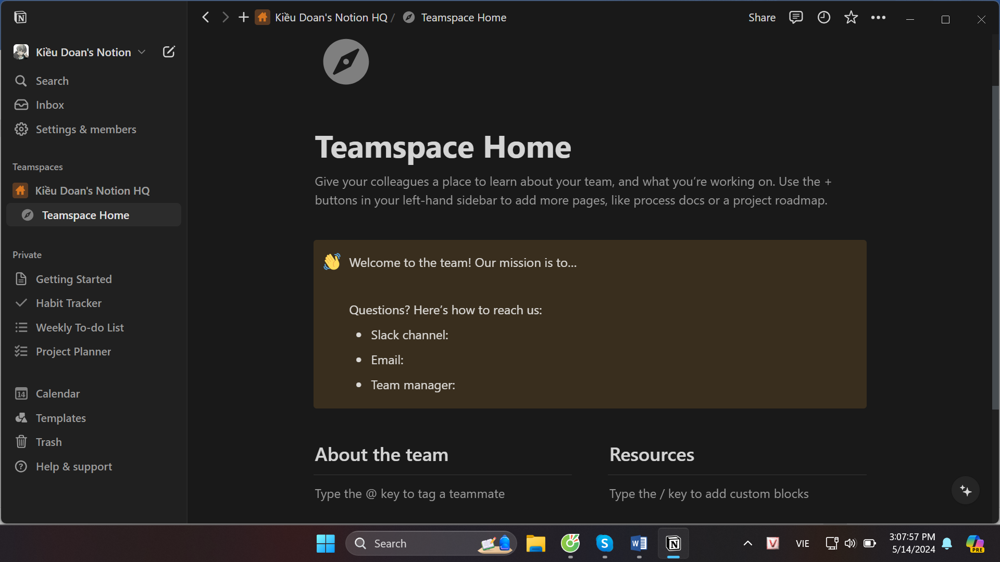 Kiều Doan's Notion HQ / Teamspace Home
Share
Kiều Doan's Notion
Search
Inbox
Settings & members
Teamspaces
Kiều Doan's Notion HQ
Teamspace Home
Private
Getting Started
Habit Tracker
Weekly To-do List
Project Planner
14 Calendar
Templates
Trash
Help & support
Teamspace Home
Give your colleagues a place to learn about your team, and what you’re working on. Use the +
buttons in your left-hand sidebar to add more pages, like process docs or a project roadmap.
👋 Welcome to the team! Our mission is to…
Questions? Here’s how to reach us:
• Slack channel:
• Email:
• Team manager:
About the team
Type the @ key to tag a teammate
Resources
Type the / key to add custom blocks
Search
VIE
3:07:57 PM
5/14/2024
PRE